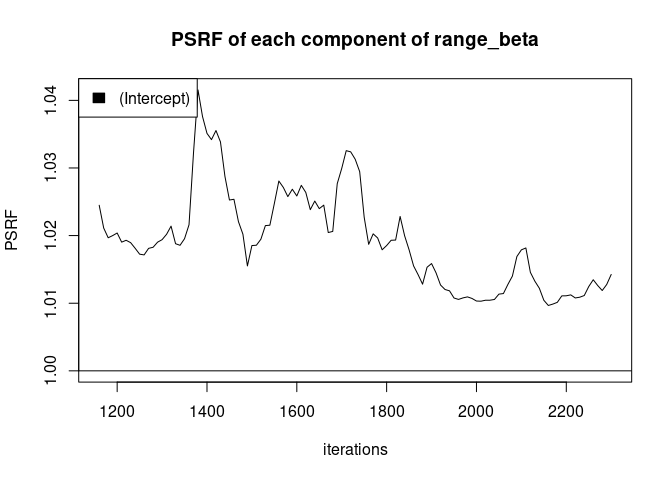 PSRF of each component of range_beta
(Intercept)
PSRF
1.04
1.03
1.02
1.01
1.00
1200 1400 1600 1800 2000 2200
iterations